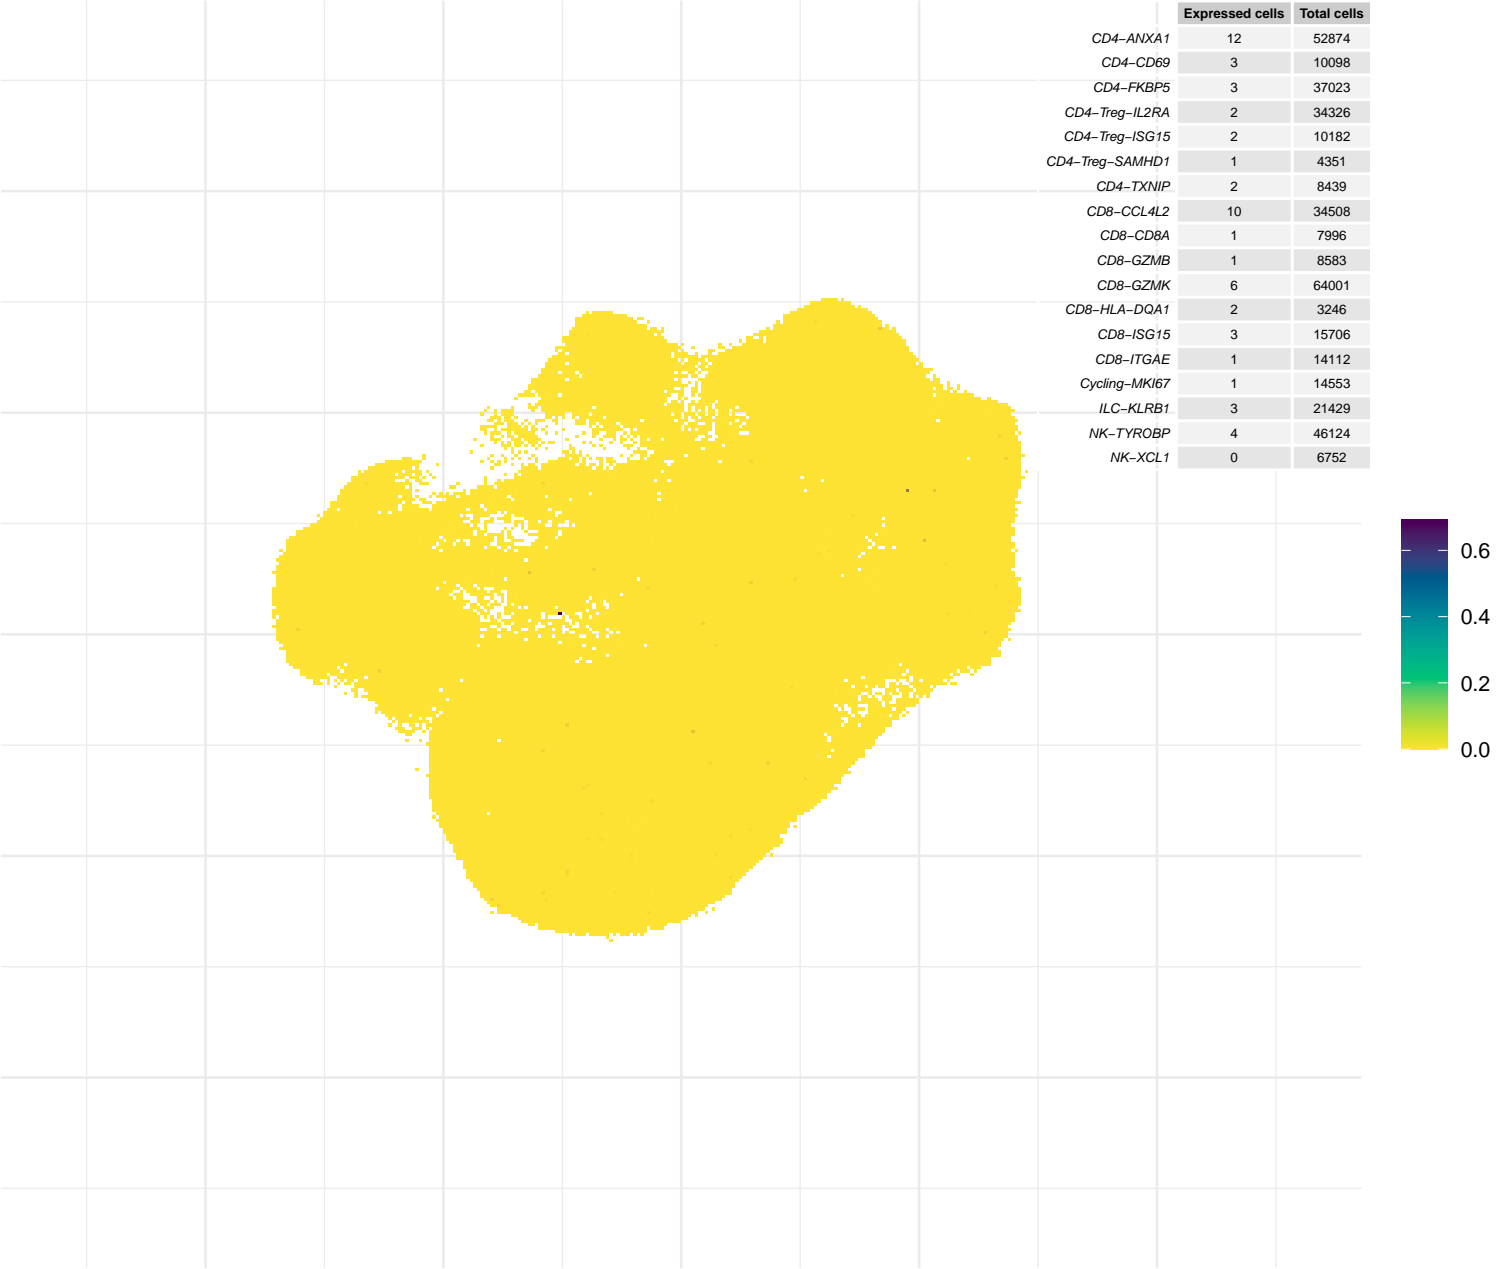 Expressed cells Total cells
CD4−ANXA1 12 52874
CD4−CD69 3 10098
CD4−FKBP5 3 37023
CD4−Treg−IL2RA 2 34326
CD4−Treg−ISG15 2 10182
CD4−Treg−SAMHD1 1 4351
CD4−TXNIP 2 8439
CD8−CCL4L2 10 34508
CD8−CD8A 1 7996
CD8−GZMB 1 8583
CD8−GZMK 6 64001
CD8−HLA−DQA1 2 3246
CD8−ISG15 3 15706
CD8−ITGAE 1 14112
Cycling−MKI67 1 14553
ILC−KLRB1 3 21429
NK−TYROBP 4 46124
NK−XCL1 0 6752
0.6
0.4
0.2
0.0